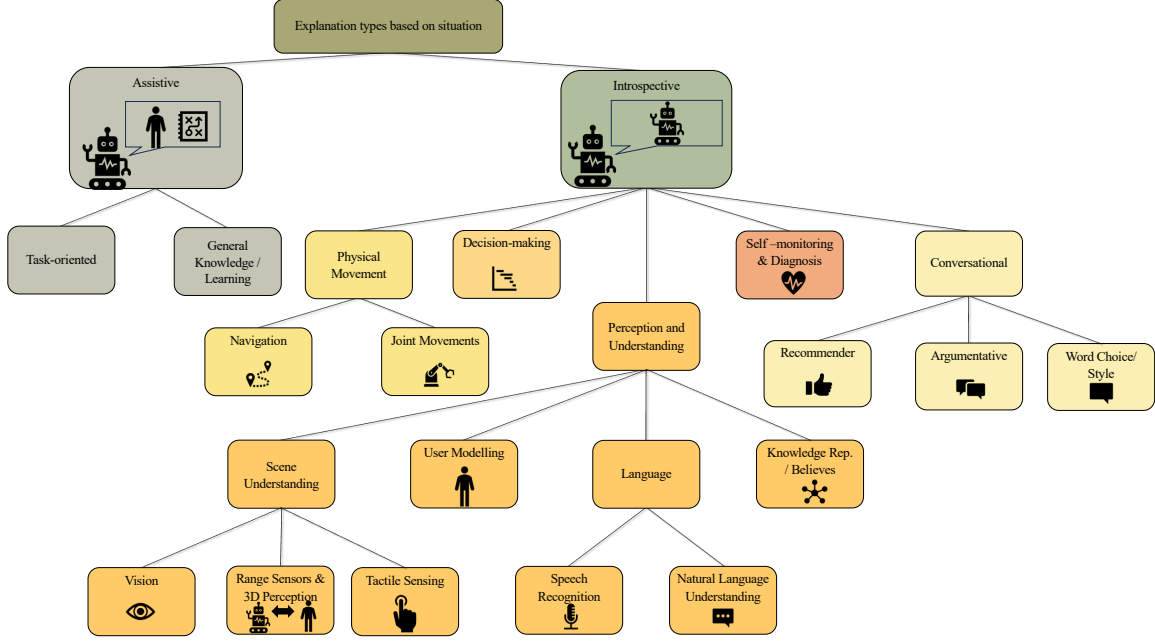 Explanation types based on situation
Assistive
Introspective
Task-oriented
General
Knowledge /
Learning
Physical
Movement
Decision-making
Self –monitoring
& Diagnosis
Conversational
Navigation
Joint Movements
Perception and
Understanding
Recommender
Argumentative
Word Choice/
Style
Scene
Understanding
User Modelling
Language
Knowledge Rep.
/ Believes
Vision
Range Sensors &
3D Perception
Tactile Sensing
Speech
Recognition
Natural Language
Understanding